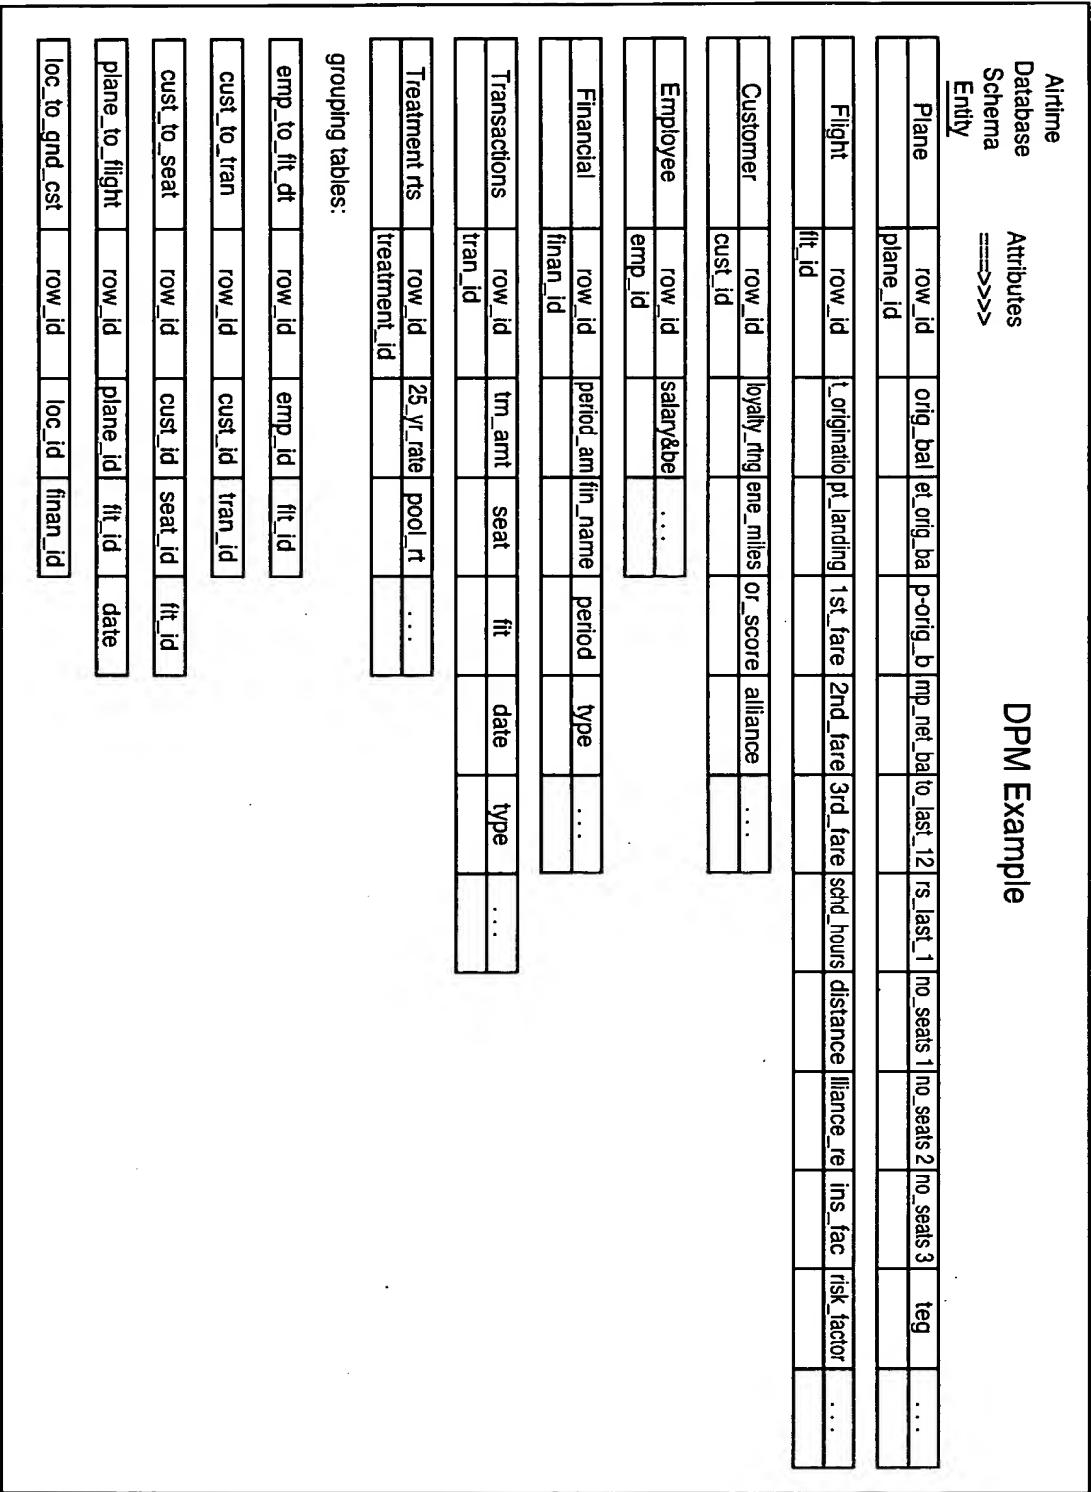 DPM Example
Airtime
Database
Schema
Entity Attributes ===>>>>
Plane row_id orig_bal et_orig_ba p-orig_b mp_net_ba to_last_12 rs_last_1 no_seats 1 no_seats 2 no_seats 3 teg . . .
plane_id
Flight row_id t_originatio pt_landing 1st_fare 2nd_fare 3rd_fare schd_hours distance lliance_re ins_fac risk_factor . . .
flt_id
Customer row_id loyalty_rtng ene_miles or_score alliance . . .
cust_id
Employee row_id salary&be . . .
emp_id
Financial row_id period_am fin_name period type . . .
finan_id
Transactions row_id trn_amt seat flt date type . . .
tran_id
Treatment rts row_id 25_yr_rate pool_rt . . .
treatment_id
grouping tables:
emp_to_flt_dt row_id emp_id flt_id
cust_to_tran row_id cust_id tran_id
cust_to_seat row_id cust_id seat_id flt_id
plane_to_flight row_id plane_id flt_id date
loc_to_gnd_cst row_id loc_id finan_id